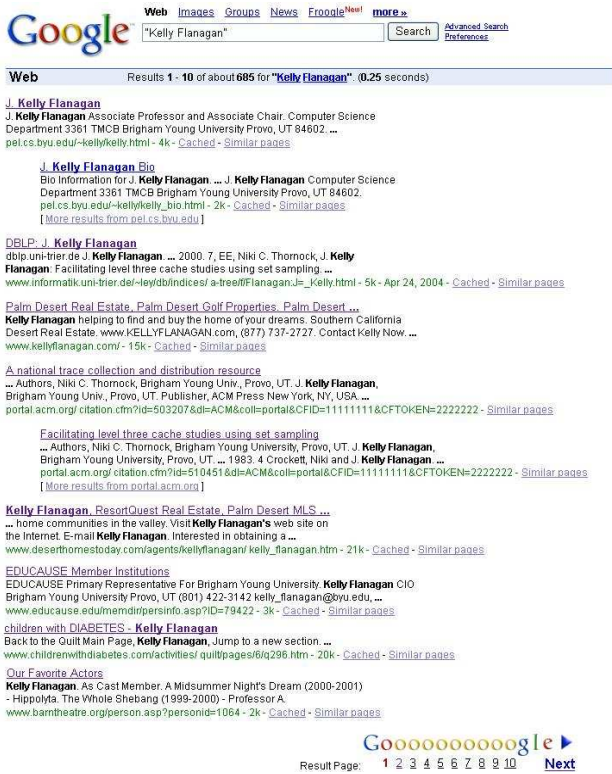 Google
Web Images Groups News Froogle New! more »
"Kelly Flanagan" Search Advanced Search
Preferences
Web Results 1 - 10 of about 685 for "Kelly Flanagan". (0.25 seconds)
J. Kelly Flanagan
J. Kelly Flanagan Associate Professor and Associate Chair. Computer Science
Department 3361 TMCB Brigham Young University Provo, UT 84602. ...
pel.cs.byu.edu/~kelly/kelly.html - 4k - Cached - Similar pages
J. Kelly Flanagan Bio
Bio Information for J. Kelly Flanagan. ... J. Kelly Flanagan Computer Science
Department 3361 TMCB Brigham Young University Provo, UT 84602.
pel.cs.byu.edu/~kelly/kelly_bio.html - 2k - Cached - Similar pages
[ More results from pel.cs.byu.edu ]
DBLP: J. Kelly Flanagan
dblp.uni-trier.de J. Kelly Flanagan. ... 2000. 7, EE, Niki C. Thornock, J. Kelly
Flanagan: Facilitating level three cache studies using set sampling. ...
www.informatik.uni-trier.de/~ley/db/indices/ a-tree/f/Flanagan:J=_Kelly.html - 5k - Apr 24, 2004 - Cached - Similar pages
Palm Desert Real Estate, Palm Desert Golf Properties, Palm Desert ...
Kelly Flanagan helping to find and buy the home of your dreams. Southern California
Desert Real Estate. www.KELLYFLANAGAN.com, (877) 737-2727. Contact Kelly Now. ...
www.kellyflanagan.com/ - 15k - Cached - Similar pages
A national trace collection and distribution resource
... Authors, Niki C. Thornock, Brigham Young Univ., Provo, UT. J. Kelly Flanagan,
Brigham Young Univ., Provo, UT. Publisher, ACM Press New York, NY, USA. ...
portal.acm.org/ citation.cfm?id=503207&dl=ACM&coll=portal&CFID=11111111&CFTOKEN=2222222 - Similar pages
Facilitating level three cache studies using set sampling
... Authors, Niki C. Thornock, Brigham Young University, Provo, UT. J. Kelly Flanagan,
Brigham Young University, Provo, UT. ... 1983. 4 Crockett, Niki and J. Kelly Flanagan. ...
portal.acm.org/ citation.cfm?id=510451&dl=ACM&coll=portal&CFID=11111111&CFTOKEN=2222222 - Similar pages
[ More results from portal.acm.org ]
Kelly Flanagan, ResortQuest Real Estate, Palm Desert MLS ...
... home communities in the valley. Visit Kelly Flanagan's web site on
the Internet. E-mail Kelly Flanagan. Interested in obtaining a ...
www.deserthomestoday.com/agents/kellyflanagan/ kelly_flanagan.htm - 21k - Cached - Similar pages
EDUCAUSE Member Institutions
EDUCAUSE Primary Representative For Brigham Young University. Kelly Flanagan CIO
Brigham Young University Provo, UT (801) 422-3142 kelly_flanagan@byu.edu, ...
www.educause.edu/memdir/persinfo.asp?ID=79422 - 3k - Cached - Similar pages
children with DIABETES - Kelly Flanagan
Back to the Quilt Main Page, Kelly Flanagan, Jump to a new section. ...
www.childrenwithdiabetes.com/activities/ quilt/pages/6/q296.htm - 20k - Cached - Similar pages
Our Favorite Actors
Kelly Flanagan. As Cast Member. A Midsummer Night's Dream (2000-2001)
- Hippolyta. The Whole Shebang (1999-2000) - Professor A.
www.barntheatre.org/person.asp?personid=1064 - 2k - Cached - Similar pages
Goooooooooogle
Result Page: 1 2 3 4 5 6 7 8 9 10 Next